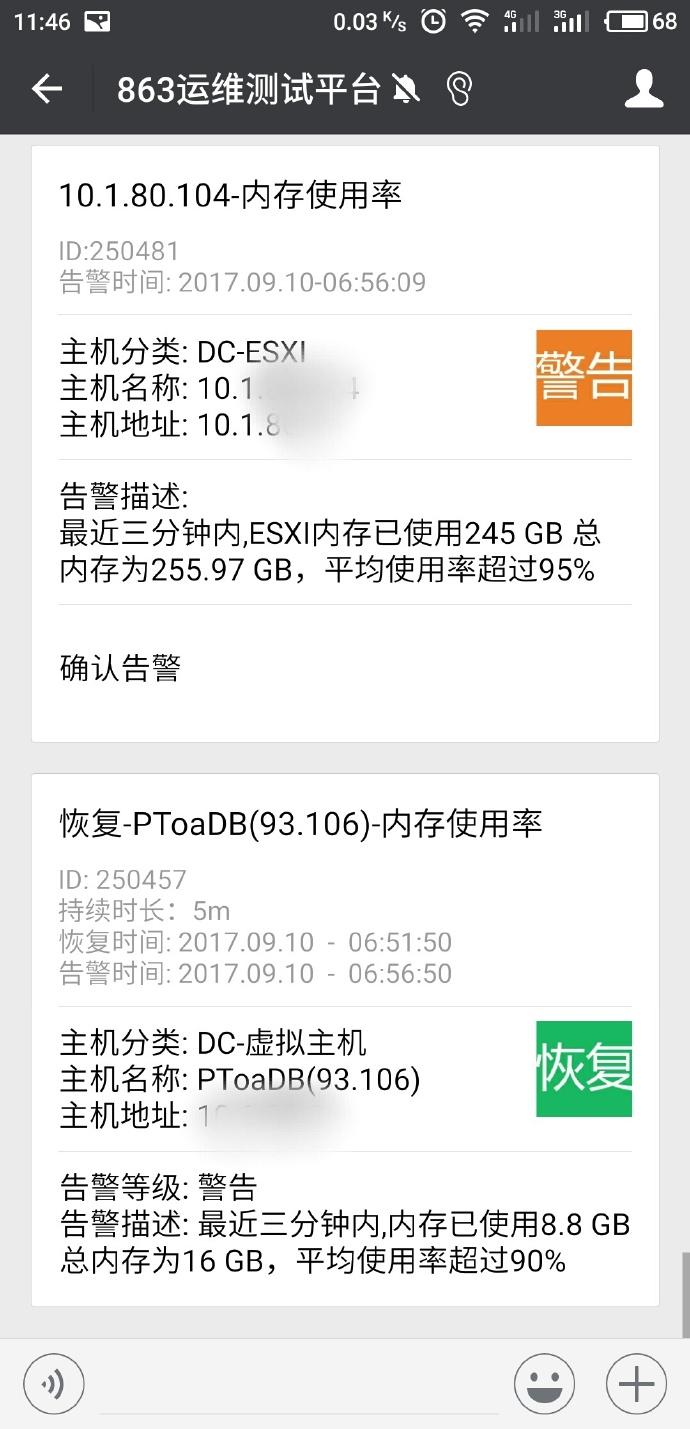 11:46
0.03 K/s
4G
3G
68
863运维测试平台
10.1.80.104-内存使用率
ID:250481
告警时间: 2017.09.10-06:56:09
主机分类: DC-ESXI
主机名称: 10.1.
主机地址: 10.1.8
警告
告警描述:
最近三分钟内,ESXI内存已使用245 GB 总
内存为255.97 GB，平均使用率超过95%
确认告警
恢复-PToaDB(93.106)-内存使用率
ID: 250457
持续时长：5m
恢复时间: 2017.09.10 - 06:51:50
告警时间: 2017.09.10 - 06:56:50
主机分类: DC-虚拟主机
主机名称: PToaDB(93.106)
主机地址:
恢复
告警等级: 警告
告警描述: 最近三分钟内,内存已使用8.8 GB
总内存为16 GB，平均使用率超过90%